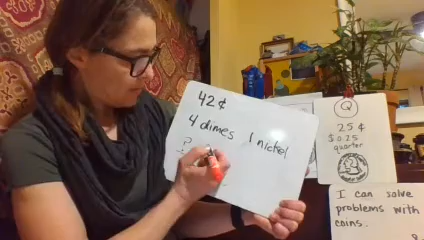 42¢
4 dimes 1 nickel
?
Q
25¢
$0.25
quarter
I can solve
problems with
coins.